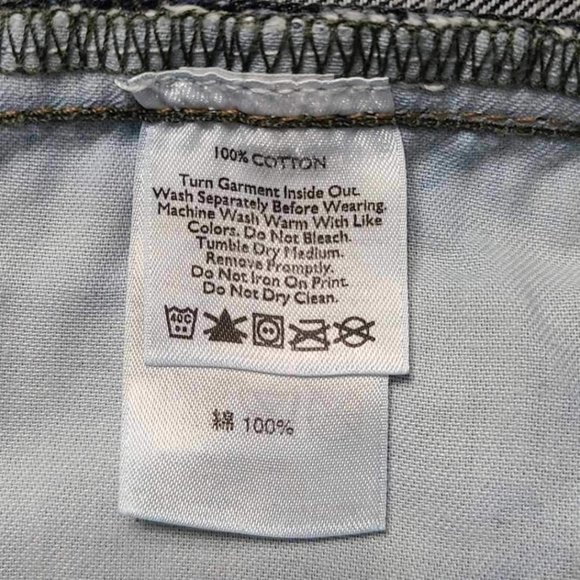 100% COTTON
Turn Garment Inside Out.
Wash Separately Before Wearing.
Machine Wash Warm With Like
Colors. Do Not Bleach.
Tumble Dry Medium.
Remove Promptly.
Do Not Iron On Print.
Do Not Dry Clean.
40C
綿 100%